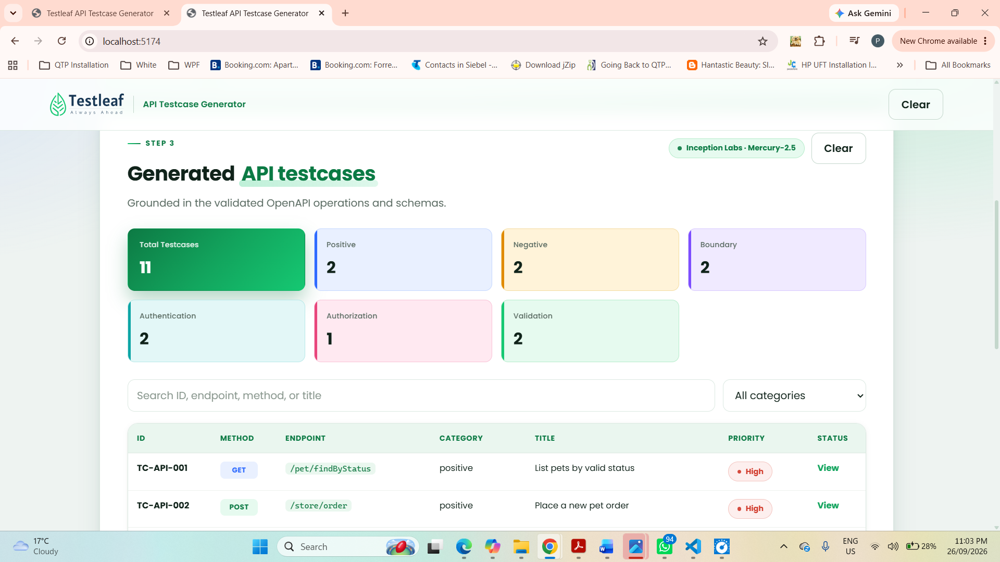 Testleaf API Testcase Generator
Testleaf API Testcase Generator
Ask Gemini
localhost:5174
P
New Chrome available
QTP Installation
White
WPF
B.
Booking.com: Apart...
B.
Booking.com: Forre...
Contacts in Siebel -...
Download jZip
Going Back to QTP...
Hantastic Beauty: SI...
HP UFT Installation I...
All Bookmarks
Testleaf
Always Ahead
API Testcase Generator
Clear
STEP 3
Inception Labs · Mercury-2.5
Clear
Generated API testcases
Grounded in the validated OpenAPI operations and schemas.
Total Testcases
11
Positive
2
Negative
2
Boundary
2
Authentication
2
Authorization
1
Validation
2
Search ID, endpoint, method, or title
All categories
ID METHOD ENDPOINT CATEGORY TITLE PRIORITY STATUS
TC-API-001 GET /pet/findByStatus positive List pets by valid status High View
TC-API-002 POST /store/order positive Place a new pet order High View
17°C
Cloudy
Search
94
ENG
US
28%
11:03 PM
26/09/2026